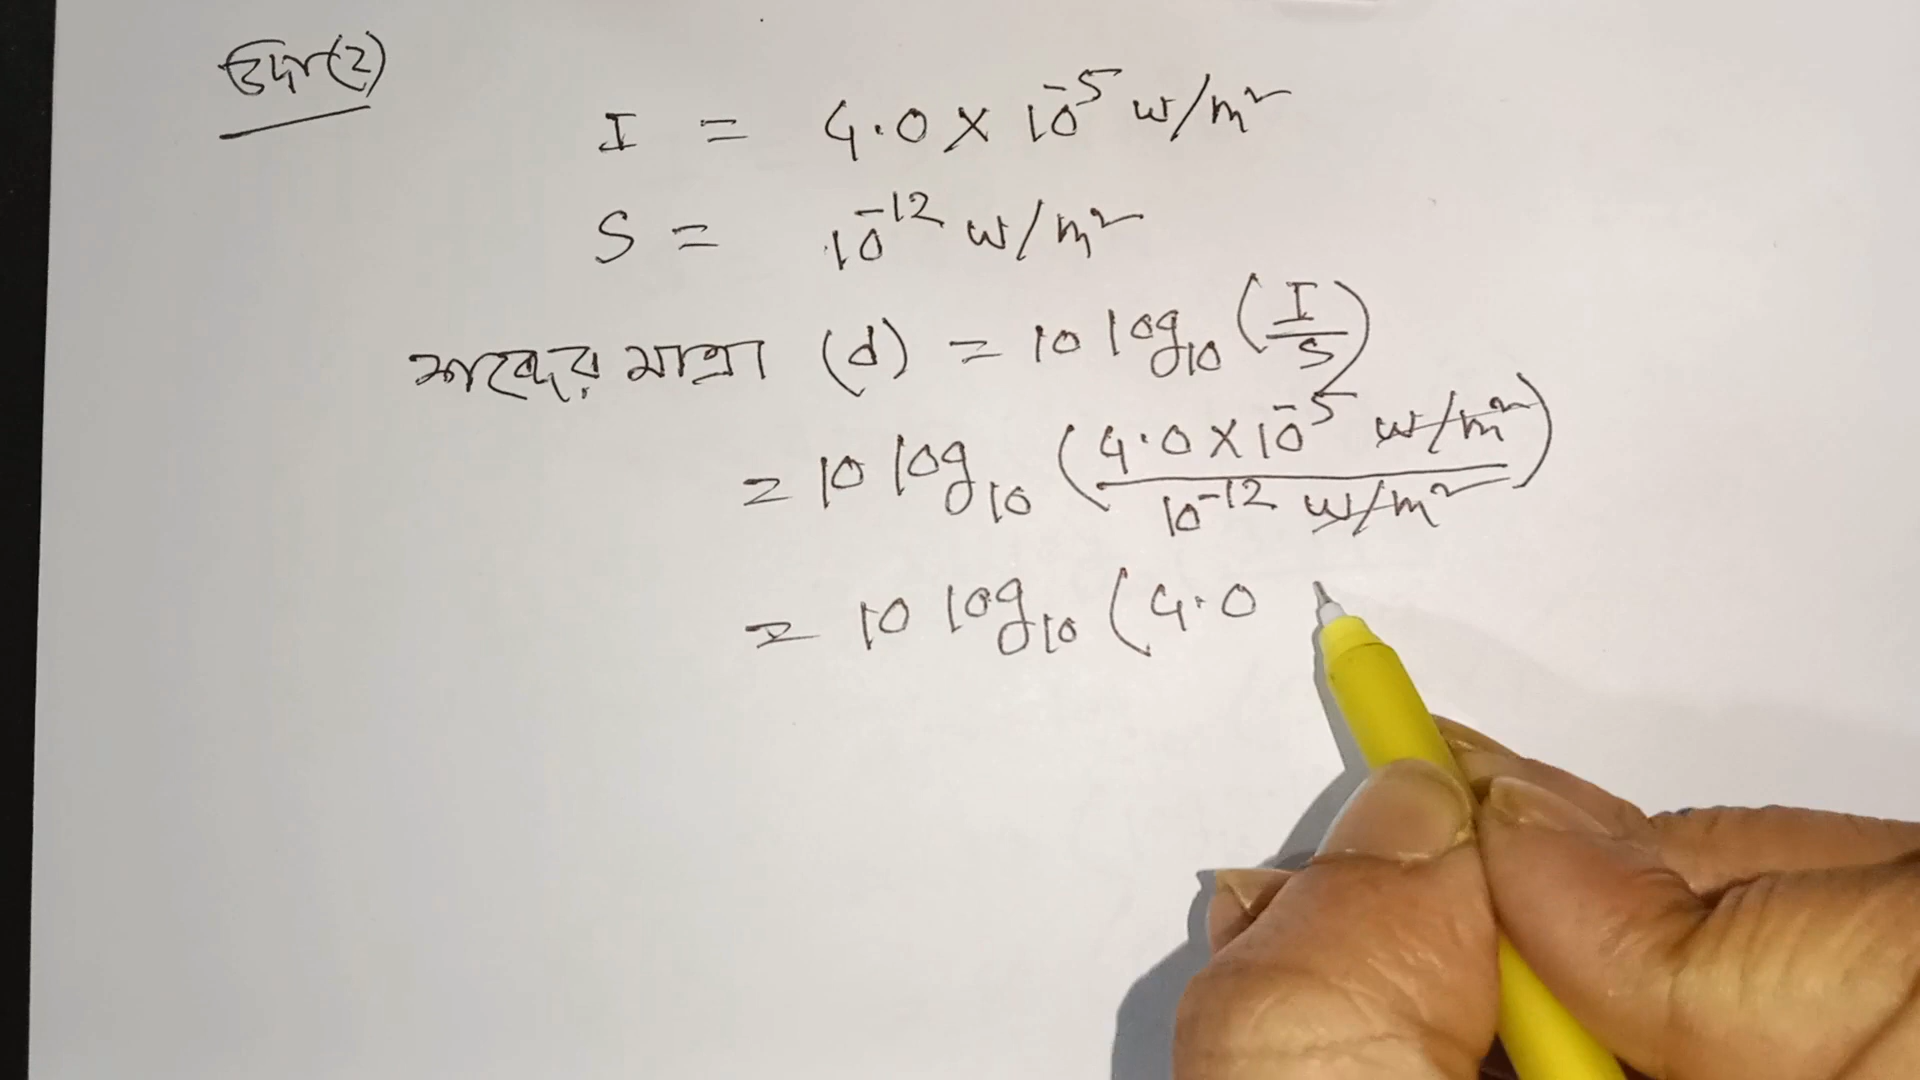 উদা(2)
I = 4.0 × 10⁻⁵ w/m²
S = 10⁻¹² w/m²
শব্দের মাত্রা (d) = 10 log₁₀ (I/S)
= 10 log₁₀ (4.0 × 10⁻⁵ w/m² / 10⁻¹² w/m²)
= 10 log₁₀ (4.0